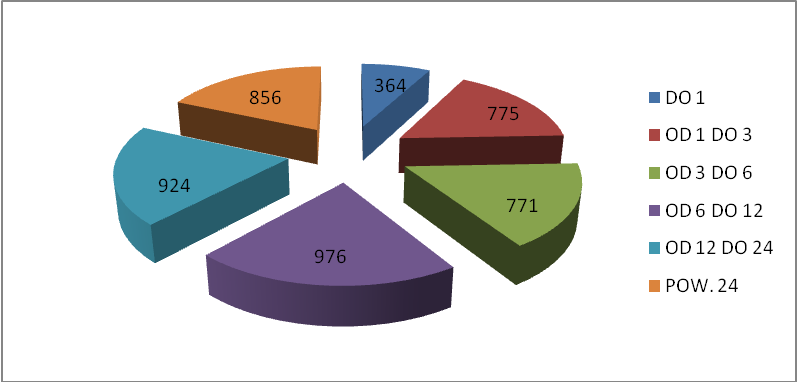 364
775
771
976
924
856
DO 1
OD 1 DO 3
OD 3 DO 6
OD 6 DO 12
OD 12 DO 24
POW. 24